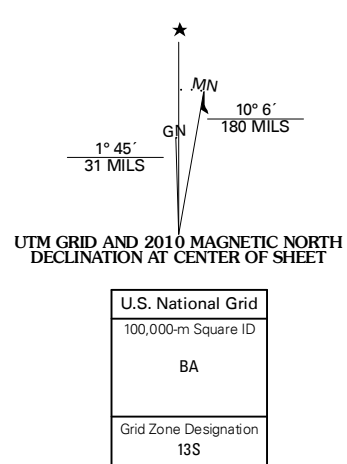 ★
MN
GN
10° 6´
180 MILS
1° 45´
31 MILS
UTM GRID AND 2010 MAGNETIC NORTH
DECLINATION AT CENTER OF SHEET
U.S. National Grid
100,000-m Square ID
BA
Grid Zone Designation
13S